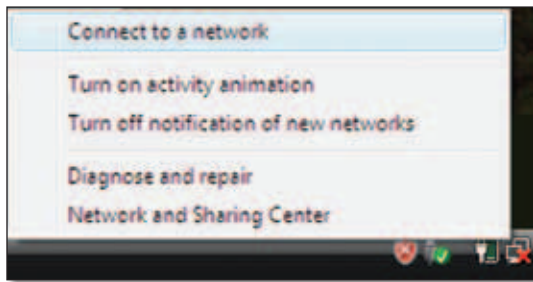 Connect to a network
Turn on activity animation
Turn off notification of new networks
Diagnose and repair
Network and Sharing Center